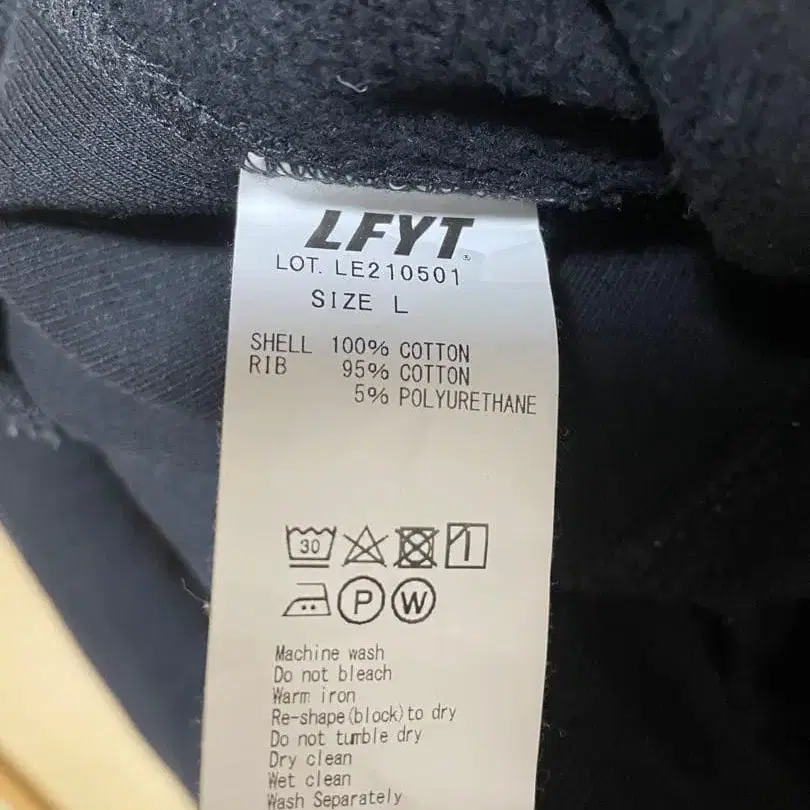 LFYT®
LOT. LE210501
SIZE L
SHELL 100% COTTON
RIB 95% COTTON
5% POLYURETHANE
30
P W
Machine wash
Do not bleach
Warm iron
Re-shape(block)to dry
Do not tumble dry
Dry clean
Wet clean
Wash Separately